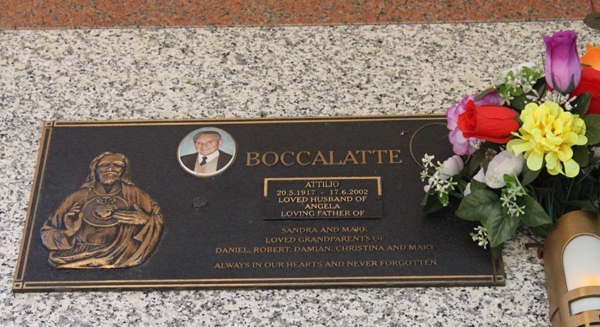 BOCCALATTE
ATTILIO
20.5.1917 - 17.6.2002
LOVED HUSBAND OF
ANGELA
LOVING FATHER OF
SANDRA AND MARK
LOVED GRANDPARENTS OF
DANIEL, ROBERT, DAMIAN, CHRISTINA AND MARY
ALWAYS IN OUR HEARTS AND NEVER FORGOTTEN